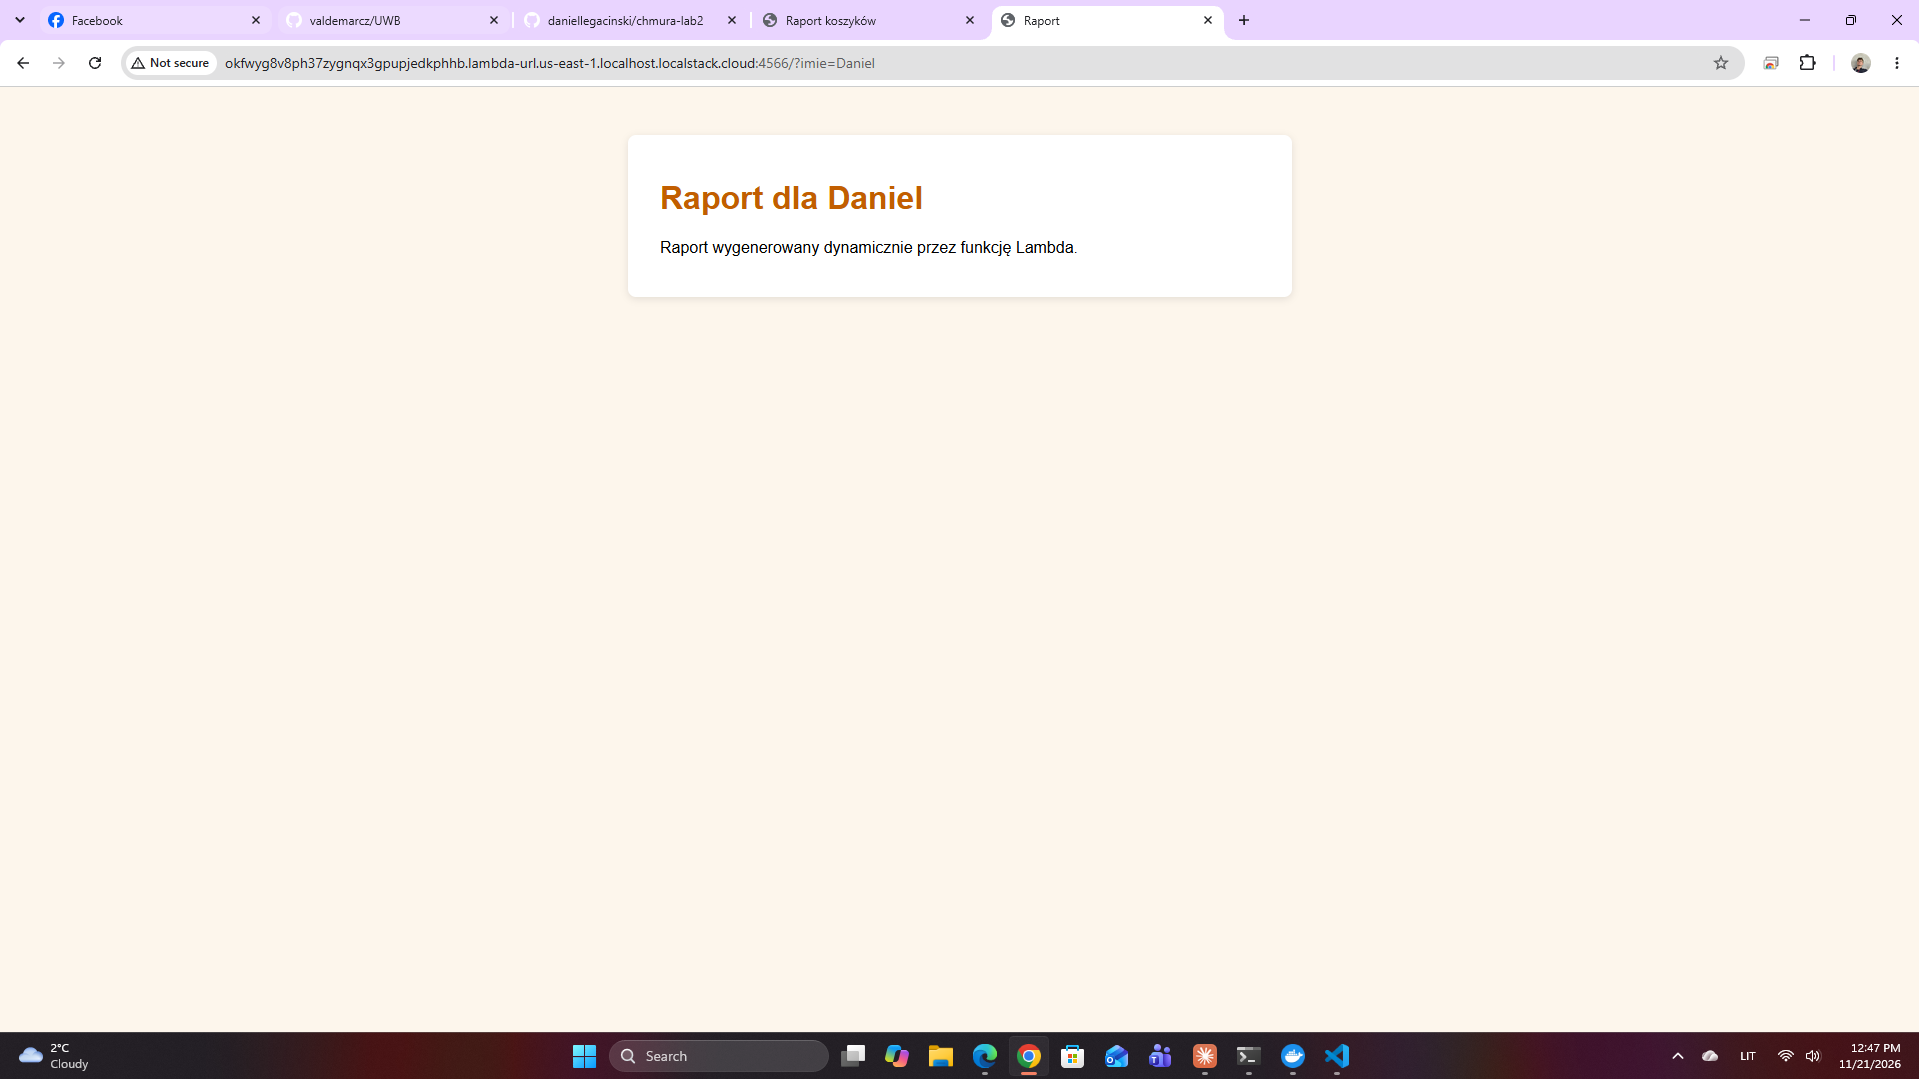 Facebook
valdemarcz/UWB
daniellegacinski/chmura-lab2
Raport koszyków
Raport
Not secure
okfwyg8v8ph37zygnqx3gpupjedkphhb.lambda-url.us-east-1.localhost.localstack.cloud:4566/?imie=Daniel
Raport dla Daniel
Raport wygenerowany dynamicznie przez funkcję Lambda.
2°C
Cloudy
Search
LIT
12:47 PM
11/21/2026